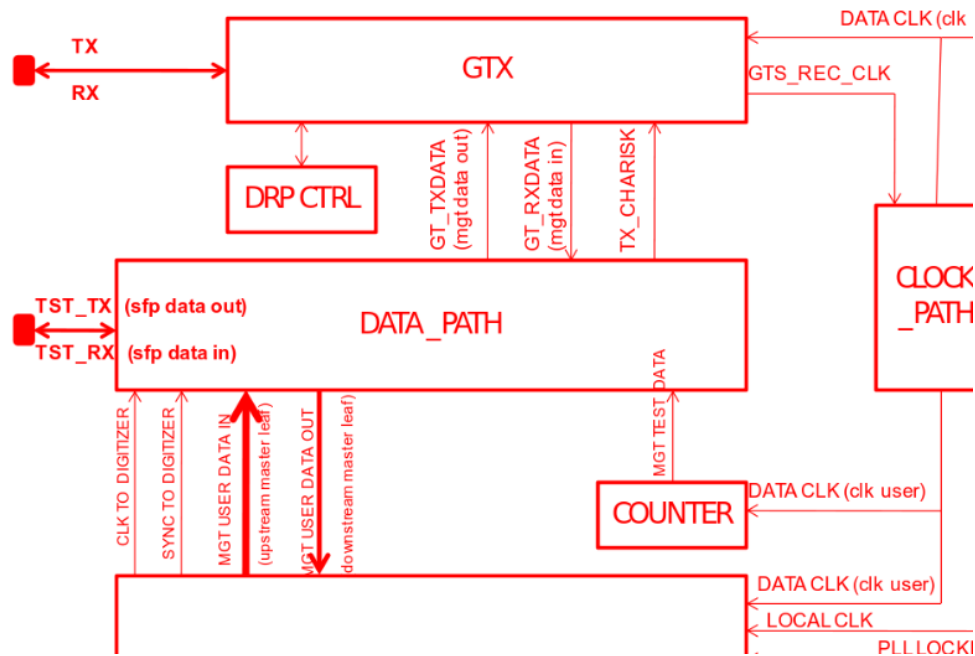 DATA CLK (clk
TX
GTX
RX
GTS_REC_CLK
DRP CTRL
GT_TXDATA
(mgt data out)
GT_RXDATA
(mgt data in)
TX_CHARISK
CLOCK
_PATH
TST_TX (sfp data out)
DATA_PATH
TST_RX (sfp data in)
CLK TO DIGITIZER
SYNC TO DIGITIZER
MGT USER DATA IN
(upstream master leaf)
MGT USER DATA OUT
downstream master leaf)
MGT TEST_DATA
COUNTER
DATA CLK (clk user)
DATA CLK (clk user)
LOCAL CLK
PLL LOCK